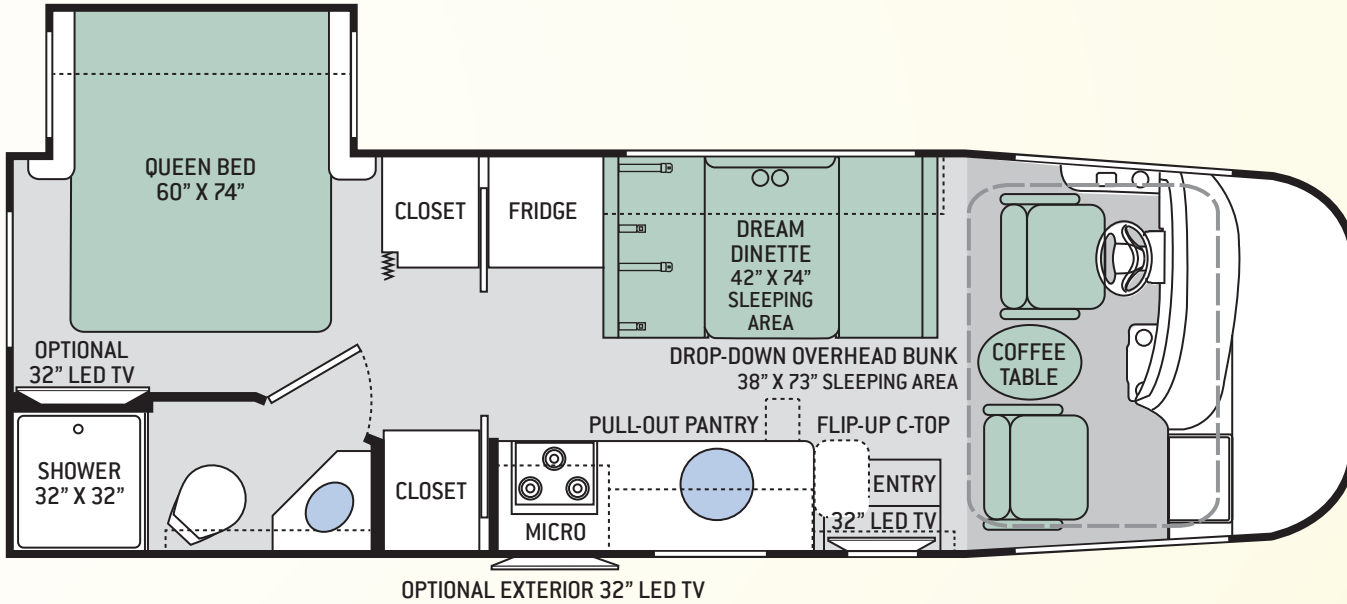 QUEEN BED
60” X 74”
CLOSET
FRIDGE
DREAM
DINETTE
42” X 74”
SLEEPING
AREA
OPTIONAL
32” LED TV
DROP-DOWN OVERHEAD BUNK
38” X 73” SLEEPING AREA
COFFEE
TABLE
PULL-OUT PANTRY
FLIP-UP C-TOP
SHOWER
32” X 32”
CLOSET
MICRO
ENTRY
32” LED TV
OPTIONAL EXTERIOR 32” LED TV